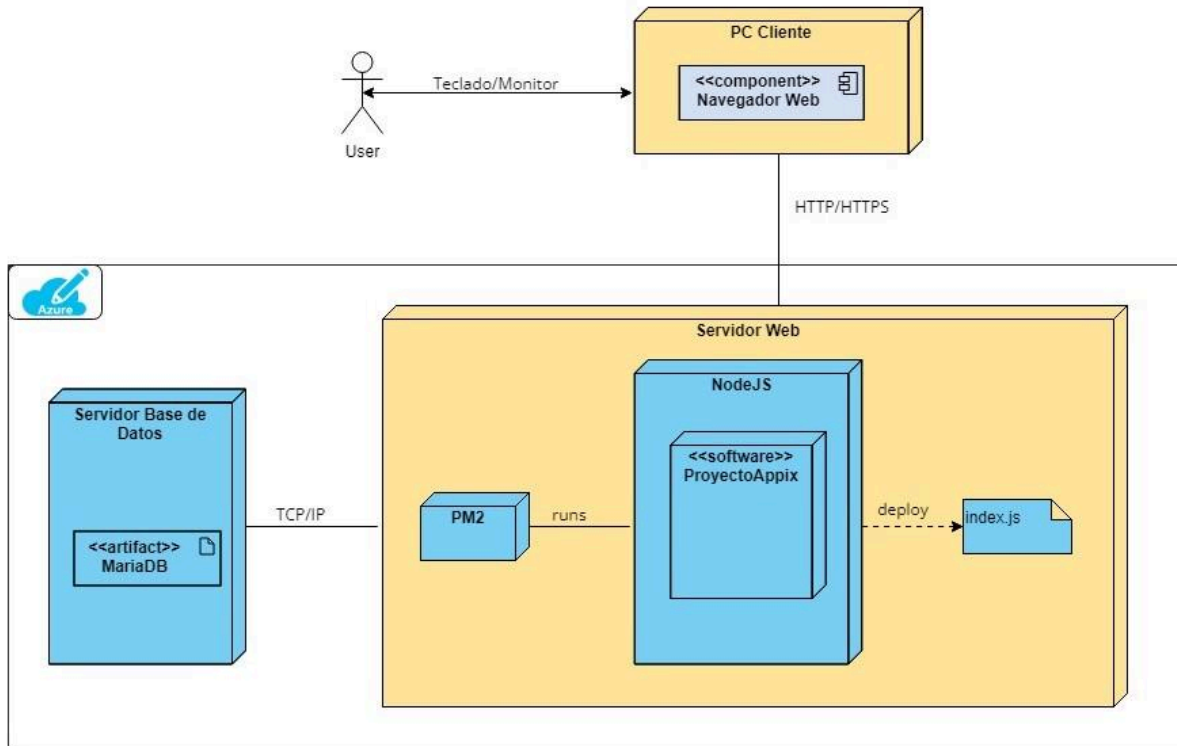 PC Cliente
<<component>>
Navegador Web
Teclado/Monitor
User
HTTP/HTTPS
Azure
Servidor Web
NodeJS
Servidor Base de
Datos
<<software>>
ProyectoAppix
TCP/IP
PM2
runs
deploy
index.js
<<artifact>>
MariaDB